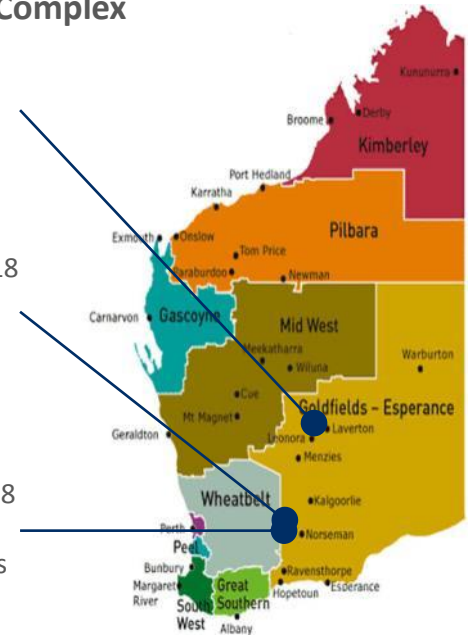 Complex
Kununurra
Derby
Broome
Kimberley
Port Hedland
Karratha
Pilbara
Exmouth
Onslow
Tom Price
18
Paraburdoo
Newman
Carnarvon
Gascoyne
Mid West
Meekatharra
Warburton
Wiluna
Cue
Goldfields – Esperance
Mt Magnet
Laverton
Geraldton
Leonora
Menzies
8
Wheatbelt
Kalgoorlie
Perth
Norseman
Peel
s
Bunbury
Ravensthorpe
Margaret
River
South
West
Great
Southern
Hopetoun
Esperance
Albany